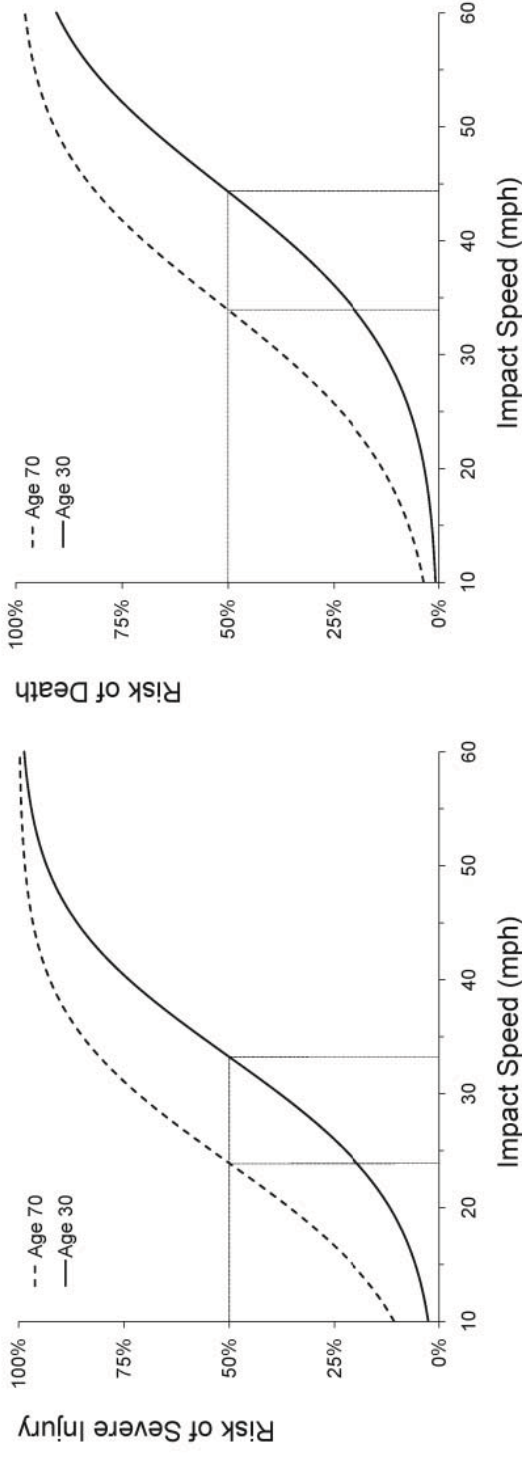 Risk of Severe Injury
100%
75%
50%
25%
0%
Age 70
Age 30
10
20
30
40
50
60
Impact Speed (mph)
Risk of Death
100%
75%
50%
25%
0%
Age 70
Age 30
10
20
30
40
50
60
Impact Speed (mph)